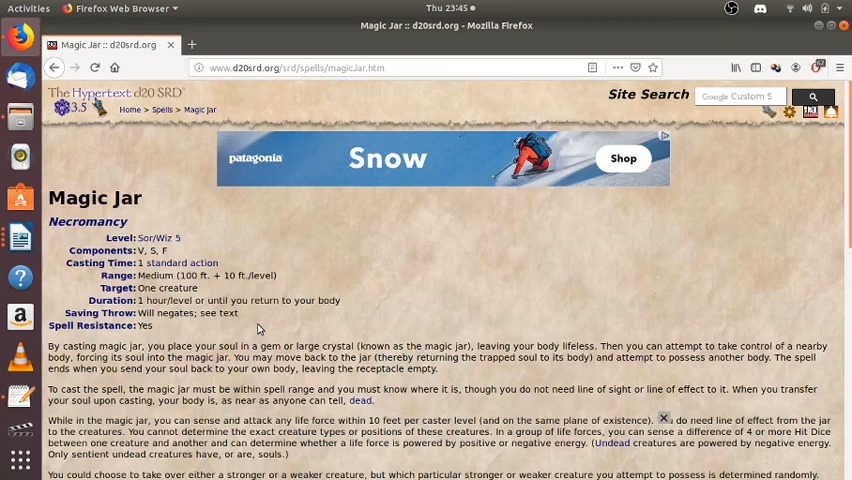 Activities
Firefox Web Browser
Thu 23:45
Magic Jar :: d20srd.org - Mozilla Firefox
Magic Jar :: d20srd.org
www.d20srd.org/srd/spells/magicJar.htm
The Hypertext d20 SRD™
3.5
Home > Spells > Magic Jar
Site Search
Google Custom S
patagonia
Snow
Shop
Magic Jar
Necromancy
Level: Sor/Wiz 5
Components: V, S, F
Casting Time: 1 standard action
Range: Medium (100 ft. + 10 ft./level)
Target: One creature
Duration: 1 hour/level or until you return to your body
Saving Throw: Will negates; see text
Spell Resistance: Yes
By casting magic jar, you place your soul in a gem or large crystal (known as the magic jar), leaving your body lifeless. Then you can attempt to take control of a nearby
body, forcing its soul into the magic jar. You may move back to the jar (thereby returning the trapped soul to its body) and attempt to possess another body. The spell
ends when you send your soul back to your own body, leaving the receptacle empty.
To cast the spell, the magic jar must be within spell range and you must know where it is, though you do not need line of sight or line of effect to it. When you transfer
your soul upon casting, your body is, as near as anyone can tell, dead.
While in the magic jar, you can sense and attack any life force within 10 feet per caster level (and on the same plane of existence). do need line of effect from the jar
to the creatures. You cannot determine the exact creature types or positions of these creatures. In a group of life forces, you can sense a difference of 4 or more Hit Dice
between one creature and another and can determine whether a life force is powered by positive or negative energy. (Undead creatures are powered by negative energy.
Only sentient undead creatures have, or are, souls.)
You could choose to take over either a stronger or a weaker creature, but which particular stronger or weaker creature you attempt to possess is determined randomly.